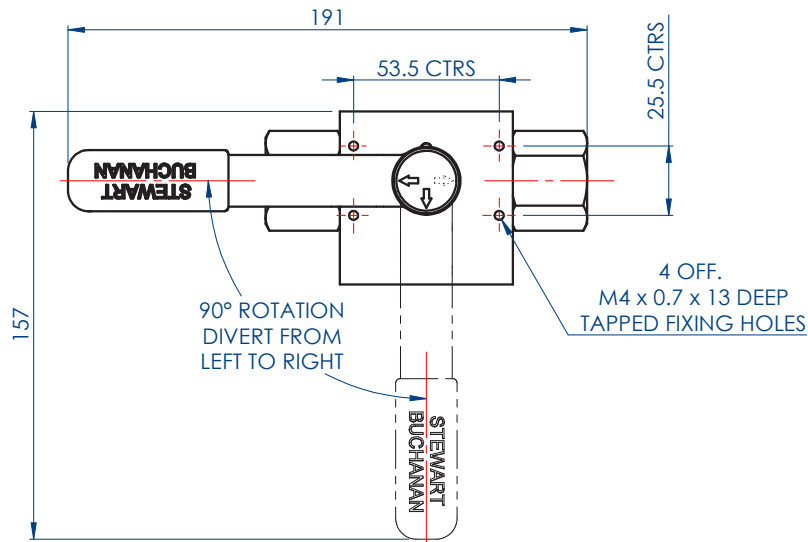 191
53.5 CTRS
25.5 CTRS
STEWART
BUCHANAN
157
90° ROTATION
DIVERT FROM
LEFT TO RIGHT
4 OFF.
M4 x 0.7 x 13 DEEP
TAPPED FIXING HOLES
STEWART
BUCHANAN